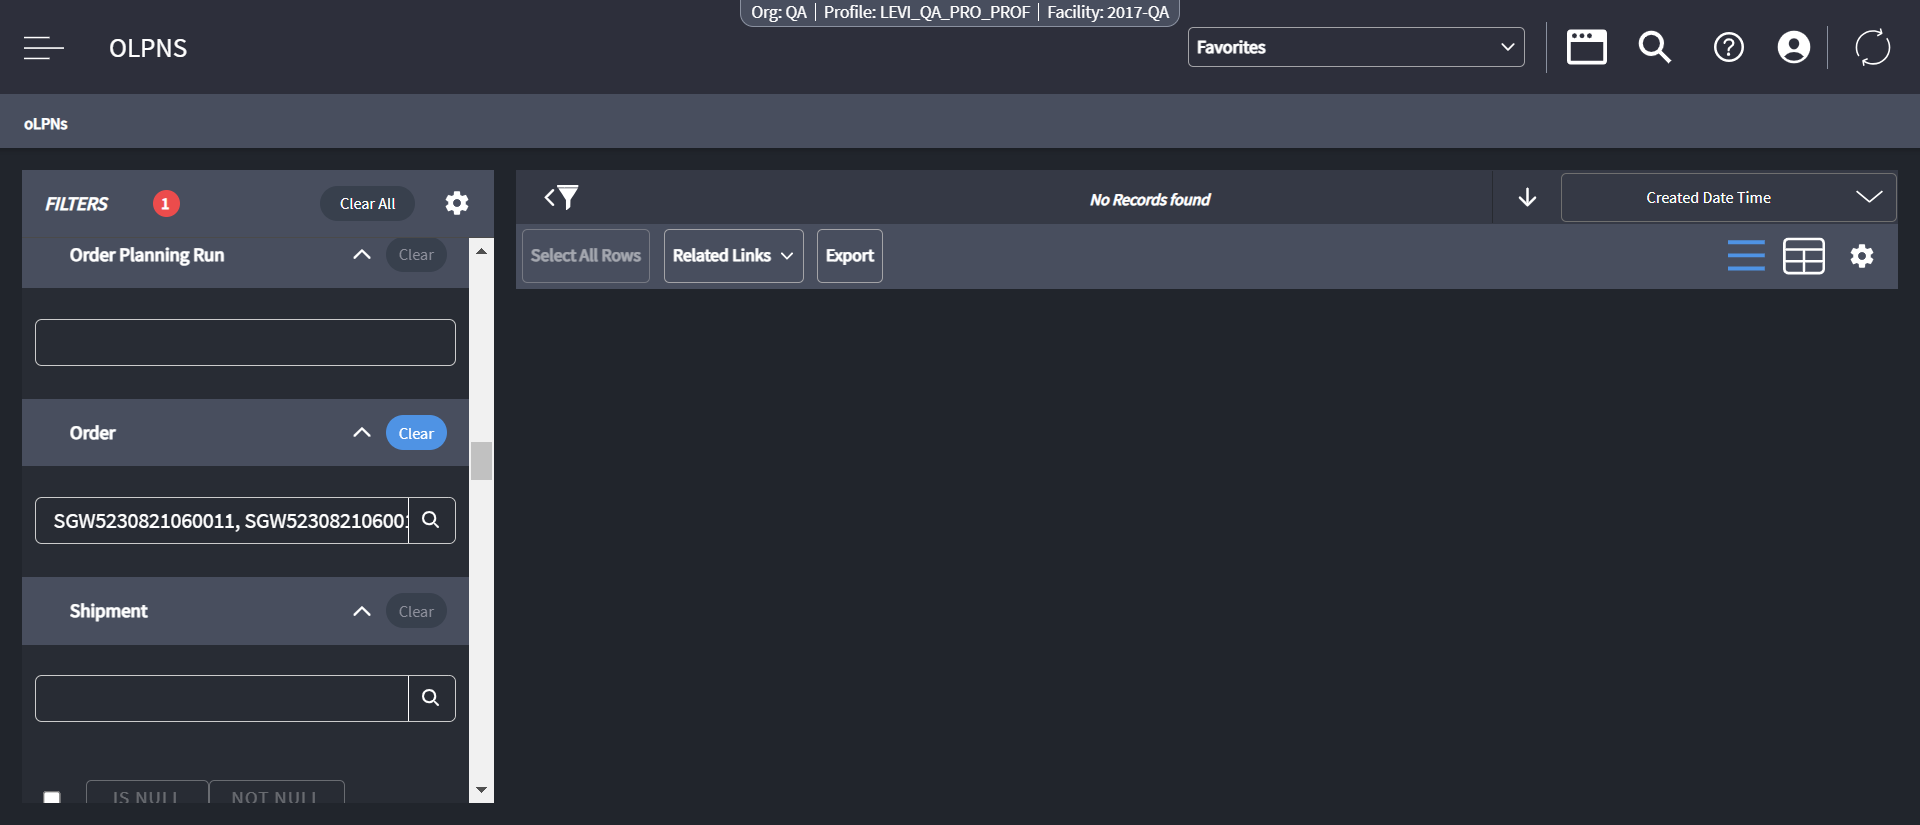 Org: QA | Profile: LEVI_QA_PRO_PROF | Facility: 2017-QA
OLPNS
Favorites
oLPNs
FILTERS
1
Clear All
No Records found
Created Date Time
Order Planning Run
Clear
Select All Rows
Related Links
Export
Order
Clear
SGW5230821060011, SGW523082106001
Shipment
Clear
IS NULL
NOT NULL